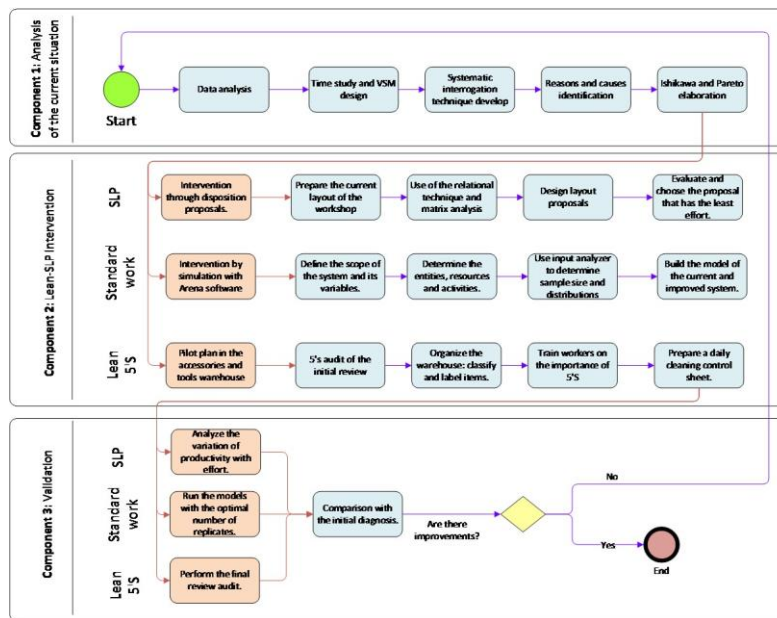 Component 1: Analysis
of the current situation
Start
Data analysis
Time study and VSM
design
Systematic
interrogation
technique develop
Reasons and causes
identification
Ishikawa and Pareto
elaboration
Component 2: Lean-SLP Intervention
SLP
Intervention
through disposition
proposals.
Prepare the current
layout of the
workshop
Use of the relational
technique and
matrix analysis
Design layout
proposals
Evaluate and
choose the proposal
that has the least
effort.
Standard
work
Intervention by
simulation with
Arena software
Define the scope of
the system and its
variables.
Determine the
entities, resources
and activities.
Use input analyzer
to determine
sample size and
distributions
Build the model of
the current and
improved system.
Lean
5'S
Pilot plan in the
accessories and
tools warehouse
5's audit of the
initial review
Organize the
warehouse: classify
and label items.
Train workers on
the importance of
5'S
Prepare a daily
cleaning control
sheet.
Component 3: Validation
SLP
Analyze the
variation of
productivity with
effort.
Standard
work
Run the models
with the optimal
number of
replicates.
Lean
5'S
Perform the final
review audit.
Comparison with
the initial diagnosis.
Are there
improvements?
No
Yes
End